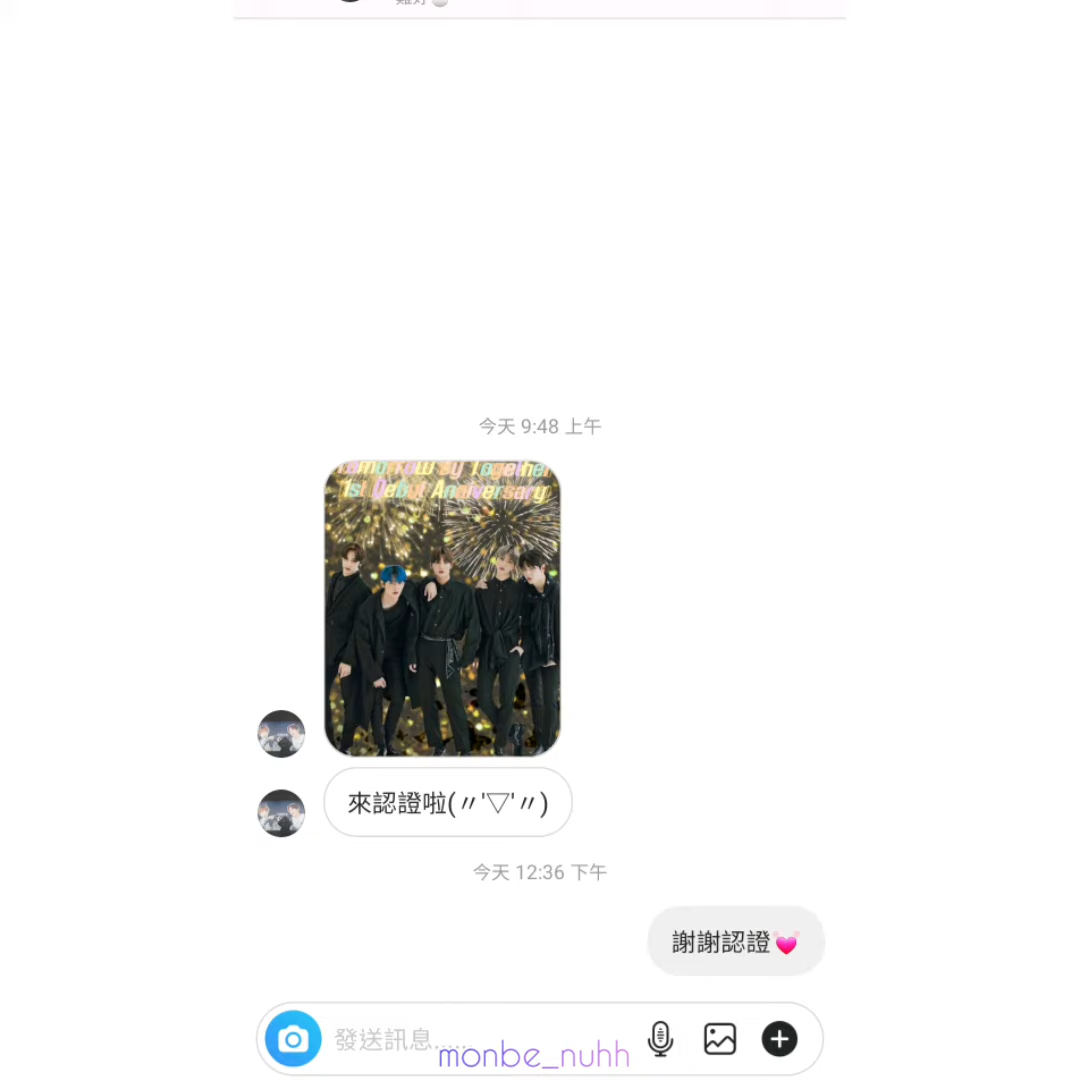 今天 9:48 上午
Tomorrow By Together
1st Debut Anniversary
來認證啦(〃'▽'〃)
今天 12:36 下午
謝謝認證💓
發送訊息......
monbe_nuhh